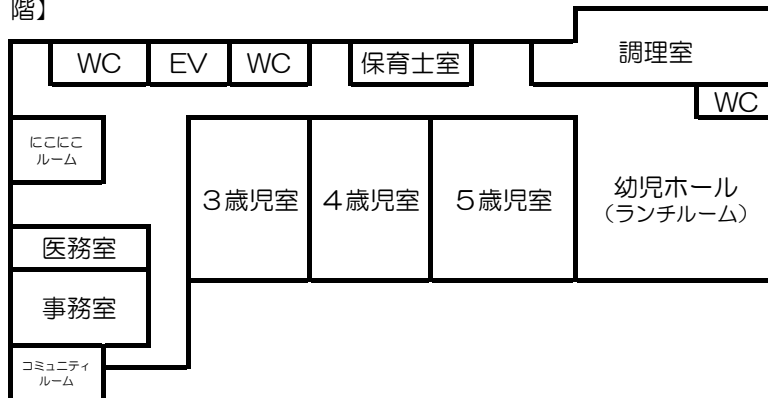 階】
調理室
WC
EV
WC
保育士室
WC
にこにこ
ルーム
3歳児室
4歳児室
5歳児室
幼児ホール
（ランチルーム）
医務室
事務室
コミュニティ
ルーム